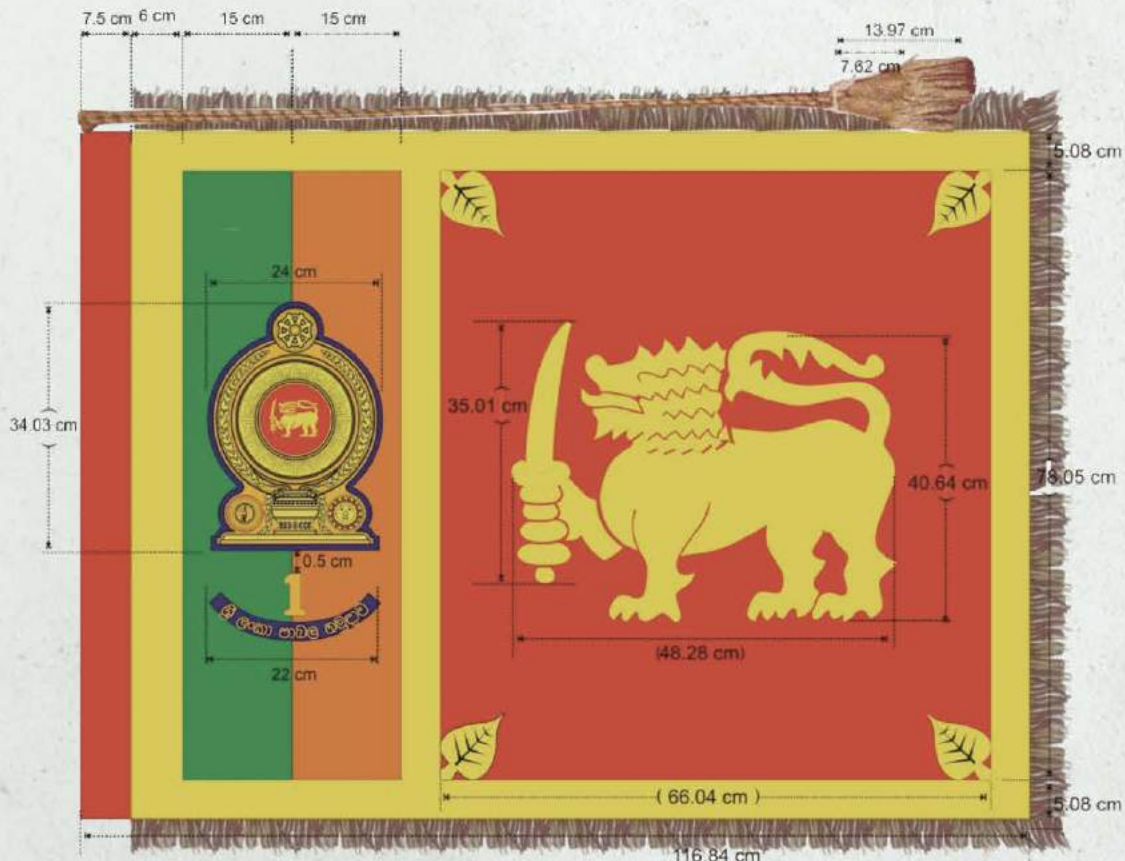 7.5 cm 6 cm 15 cm 15 cm
13.97 cm
7.62 cm
5.08 cm
24 cm
34.03 cm
35.01 cm
40.64 cm
78.05 cm
0.5 cm
1
ශ්‍රී ලංකා පාබල හමුදාව
22 cm
(48.28 cm)
( 66.04 cm )
5.08 cm
116.84 cm